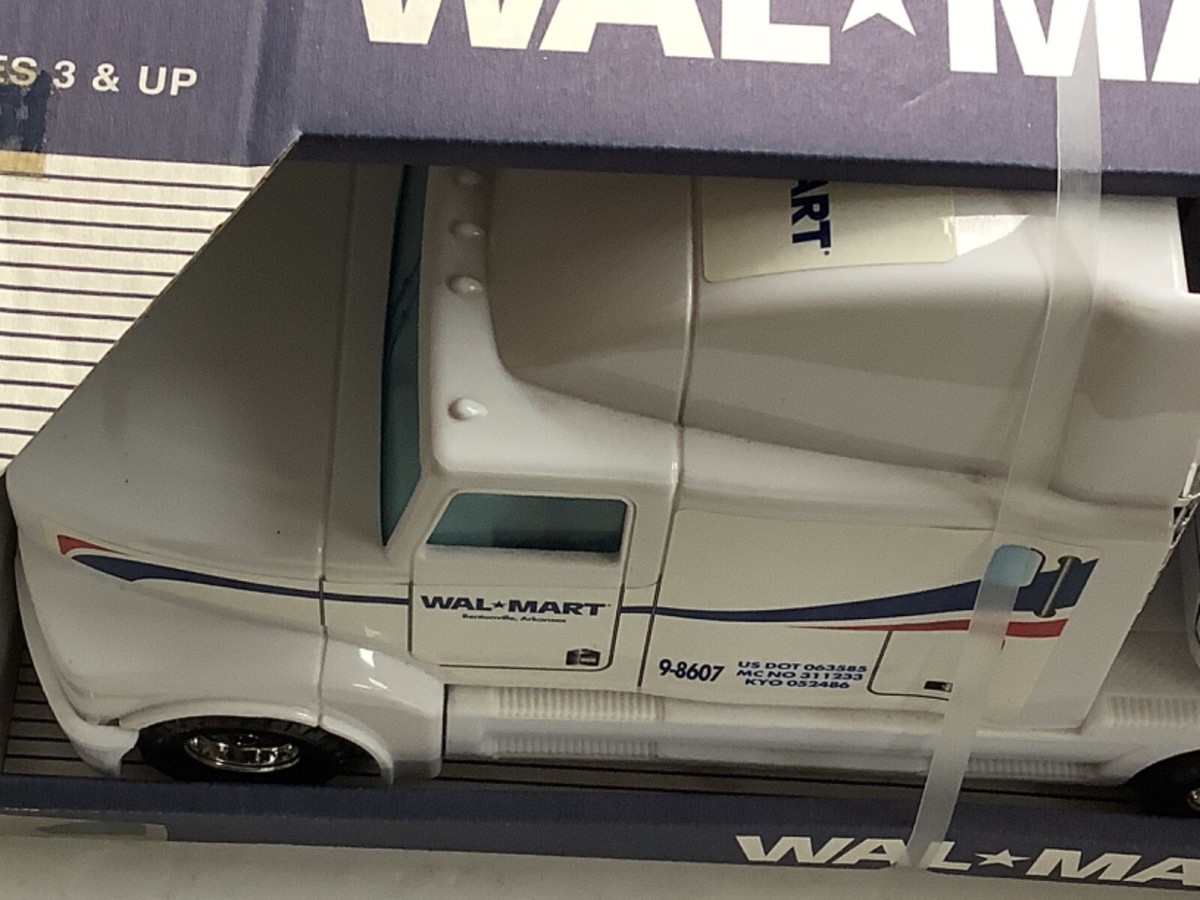 WAL★MA
ES 3 & UP
ART
WAL★MART
Bentonville, Arkansas
9-8607
US DOT 063585
MC NO 311233
KYO 052486
WAL★MA